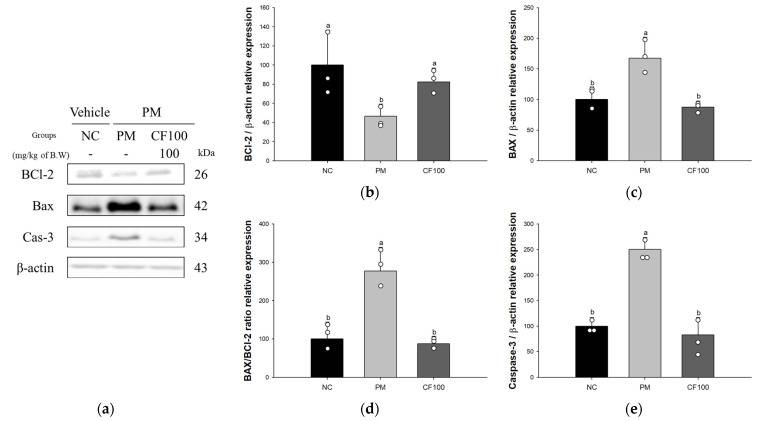 Vehicle PM
Groups NC PM CF100
(mg/kg of B.W) - - 100 kDa
BCl-2 26
Bax 42
Cas-3 34
β-actin 43
(a)
BCl-2 / β-actin relative expression
160
140
120
100
80
60
40
20
0
a
b
a
NC PM CF100
(b)
BAX / β-actin relative expression
250
200
150
100
50
0
b
a
b
NC PM CF100
(c)
BAX/BCl-2 ratio relative expression
400
300
200
100
0
b
a
b
NC PM CF100
(d)
Caspase-3 / β-actin relative expression
300
250
200
150
100
50
0
b
a
b
NC PM CF100
(e)